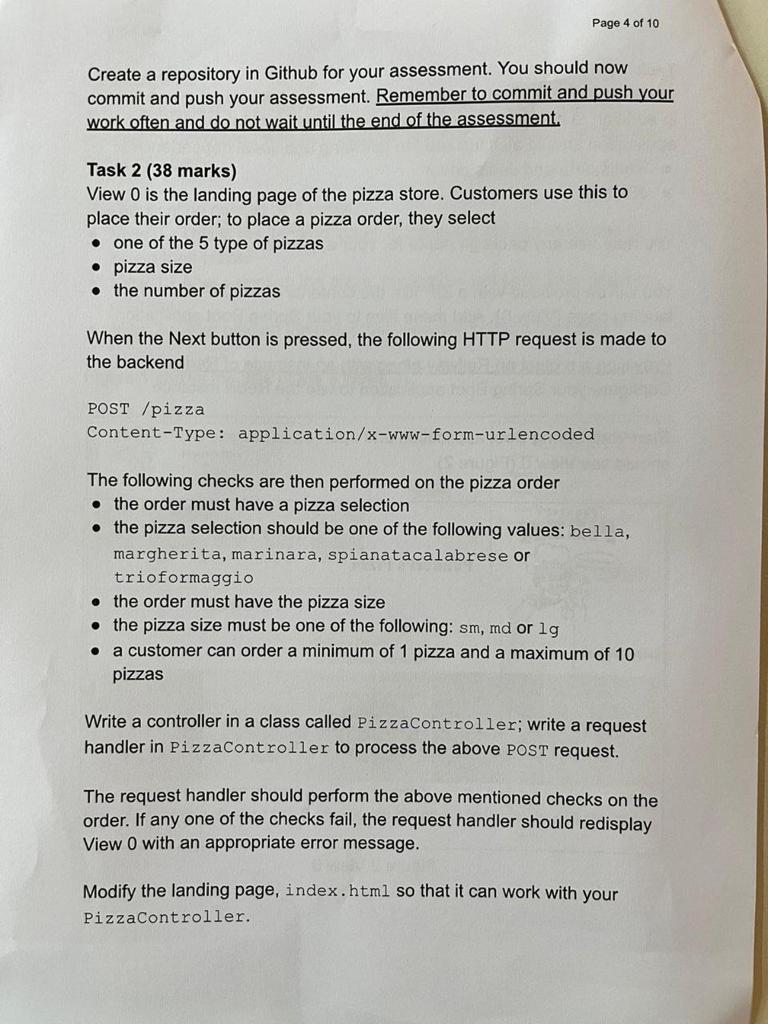 Page 4 of 10
Create a repository in Github for your assessment. You should now
commit and push your assessment. Remember to commit and push your
work often and do not wait until the end of the assessment.
Task 2 (38 marks)
View 0 is the landing page of the pizza store. Customers use this to
place their order; to place a pizza order, they select
• one of the 5 type of pizzas
• pizza size
• the number of pizzas
When the Next button is pressed, the following HTTP request is made to
the backend
POST /pizza
Content-Type: application/x-www-form-urlencoded
The following checks are then performed on the pizza order
• the order must have a pizza selection
• the pizza selection should be one of the following values: bella,
margherita, marinara, spianatacalabrese or
trioformaggio
• the order must have the pizza size
• the pizza size must be one of the following: sm, md or lg
• a customer can order a minimum of 1 pizza and a maximum of 10
pizzas
Write a controller in a class called PizzaController; write a request
handler in PizzaController to process the above POST request.
The request handler should perform the above mentioned checks on the
order. If any one of the checks fail, the request handler should redisplay
View 0 with an appropriate error message.
Modify the landing page, index.html so that it can work with your
PizzaController.